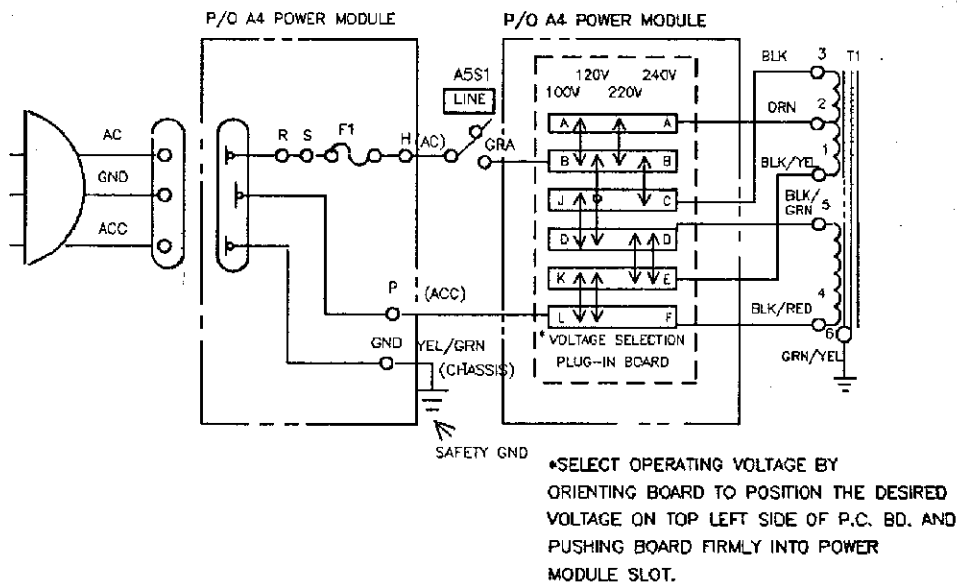 P/O A4 POWER MODULE
P/O A4 POWER MODULE
A5S1
LINE
AC
GND
ACC
R S F1 H (AC)
GRA
P (ACC)
GND YEL/GRN
(CHASSIS)
SAFETY GND
120V 240V
100V 220V
A A
B B
J C
D D
K E
L F
* VOLTAGE SELECTION
PLUG-IN BOARD
BLK 3 T1
ORN 2
1
BLK/YEL
BLK/
GRN 5
4
BLK/RED
6
GRN/YEL
*SELECT OPERATING VOLTAGE BY
ORIENTING BOARD TO POSITION THE DESIRED
VOLTAGE ON TOP LEFT SIDE OF P.C. BD. AND
PUSHING BOARD FIRMLY INTO POWER
MODULE SLOT.